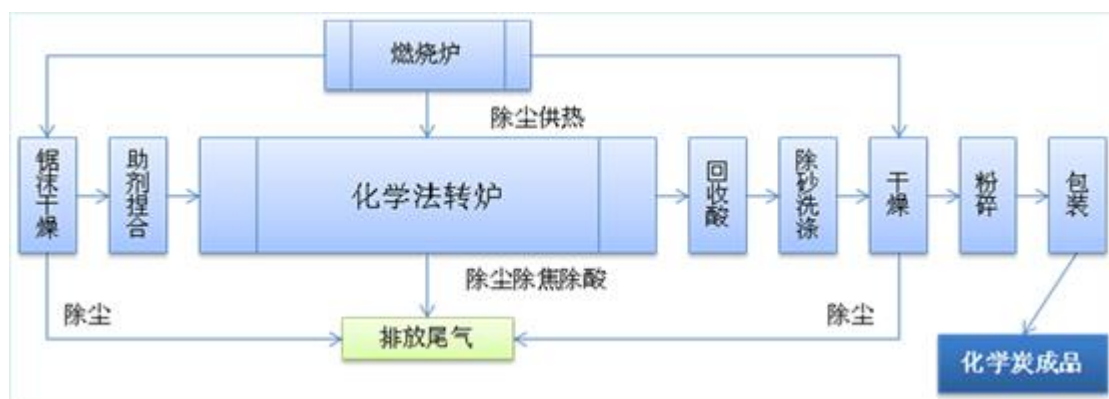 燃烧炉
除尘供热
锯沫干燥
助剂捏合
化学法转炉
回收酸
除砂洗涤
干燥
粉碎
包装
除尘除焦除酸
除尘
除尘
排放尾气
化学炭成品